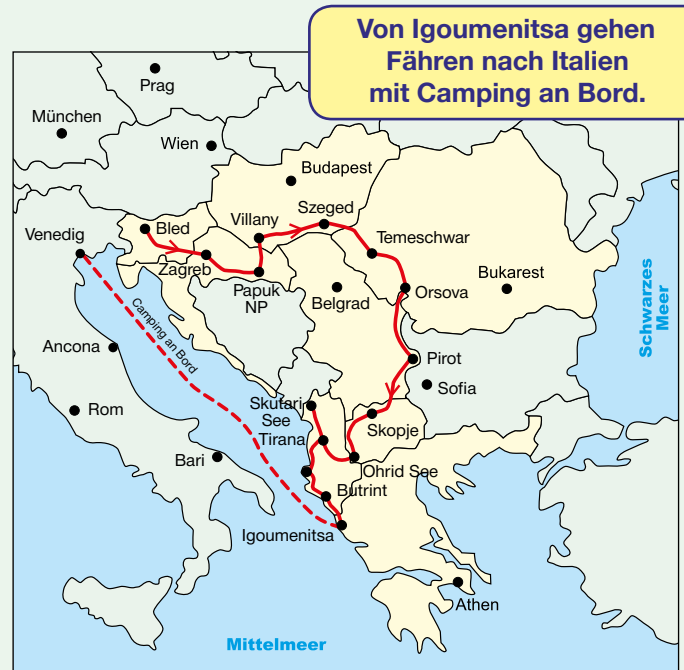 Von Igoumenitsa gehen
Fähren nach Italien
mit Camping an Bord.
Prag
München
Wien
Budapest
Szeged
Villany
Bled
Venedig
Temeschwar
Zagreb
Papuk
NP
Belgrad
Orsova
Bukarest
Schwarzes
Meer
Camping an Bord
Ancona
Pirot
Sofia
Rom
Skutari
See
Tirana
Skopje
Bari
Ohrid See
Butrint
Igoumenitsa
Athen
Mittelmeer